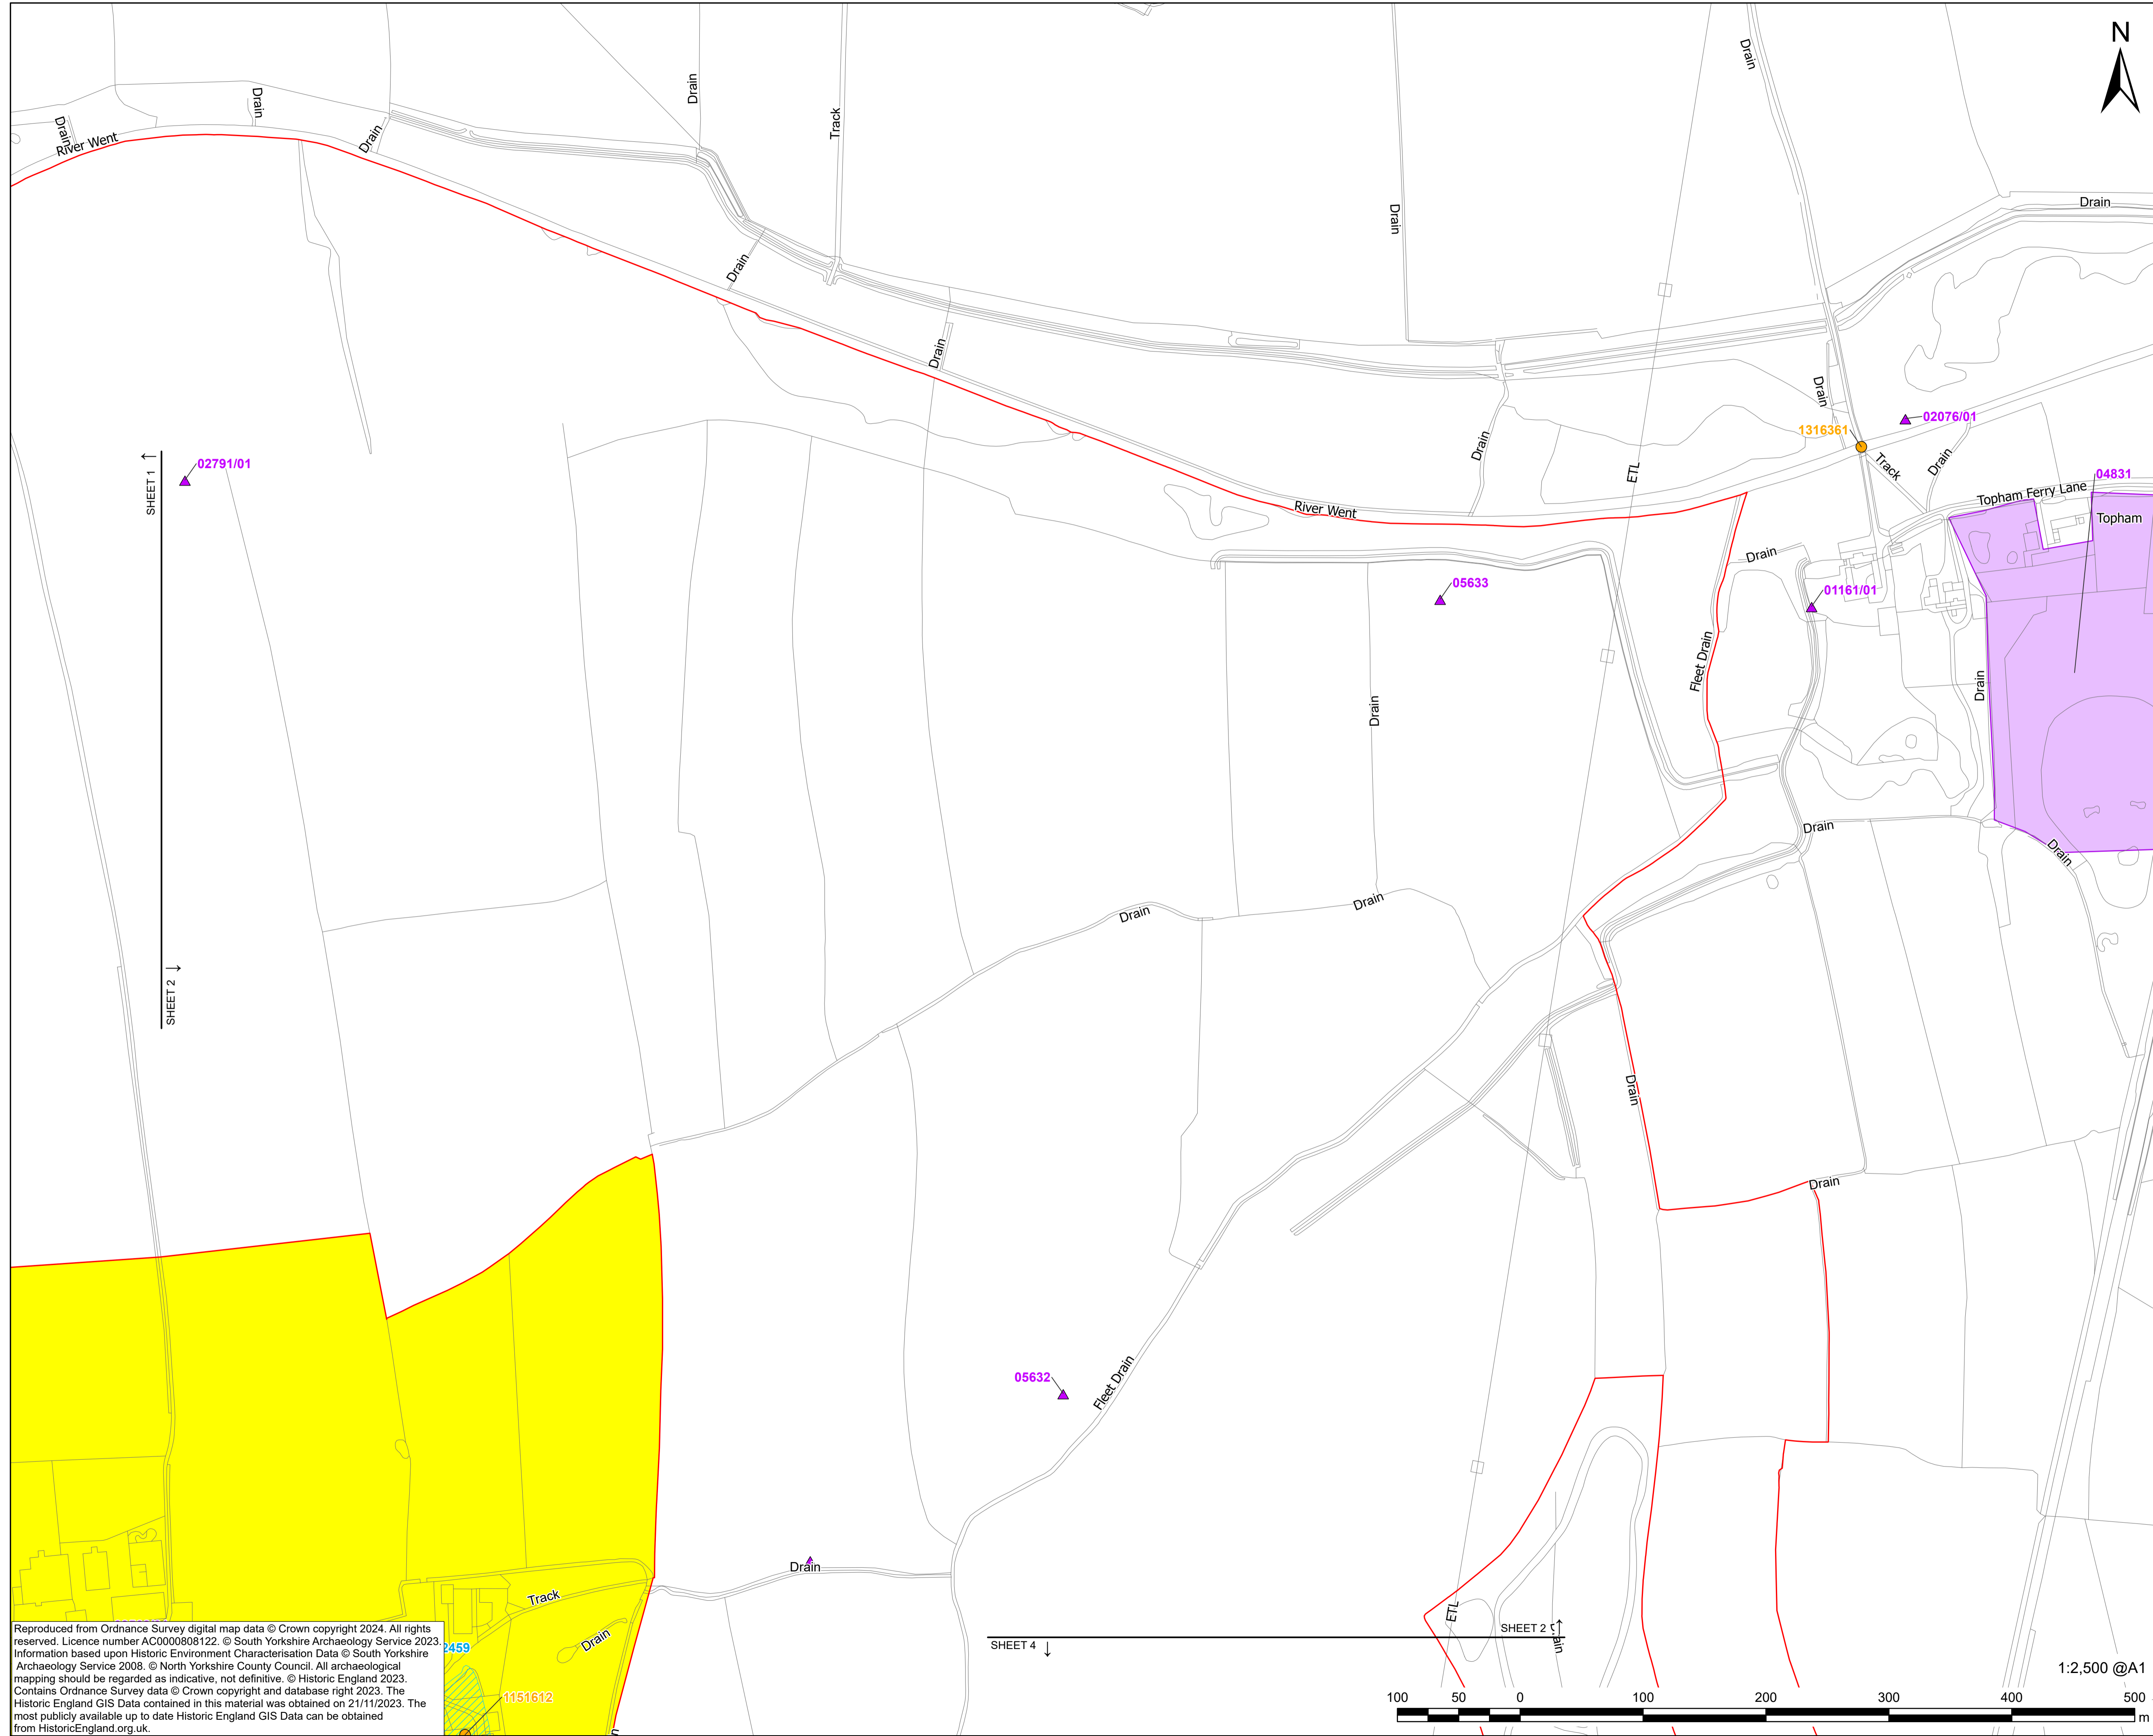 N
Drain
Drain
Drain
Drain
Track
Drain
River Went
Drain
Drain
Drain
Drain
Drain
Drain
02076/01
1316361
Drain
Track
Drain
04831
SHEET 1 ←
02791/01
ETL
Topham Ferry Lane
River Went
Topham
Drain
05633
01161/01
Fleet Drain
Drain
Drain
Drain
Drain
Drain
Drain
SHEET 2 →
Drain
Drain
05632
Fleet Drain
Drain
Track
ETL
Drain
SHEET 2 ↑
SHEET 4 ↓
2459
1151612
1:2,500 @A1
100 50 0 100 200 300 400 500
m
Reproduced from Ordnance Survey digital map data © Crown copyright 2024. All rights
reserved. Licence number AC0000808122. © South Yorkshire Archaeology Service 2023.
Information based upon Historic Environment Characterisation Data © South Yorkshire
Archaeology Service 2008. © North Yorkshire County Council. All archaeological
mapping should be regarded as indicative, not definitive. © Historic England 2023.
Contains Ordnance Survey data © Crown copyright and database right 2023. The
Historic England GIS Data contained in this material was obtained on 21/11/2023. The
most publicly available up to date Historic England GIS Data can be obtained
from HistoricEngland.org.uk.